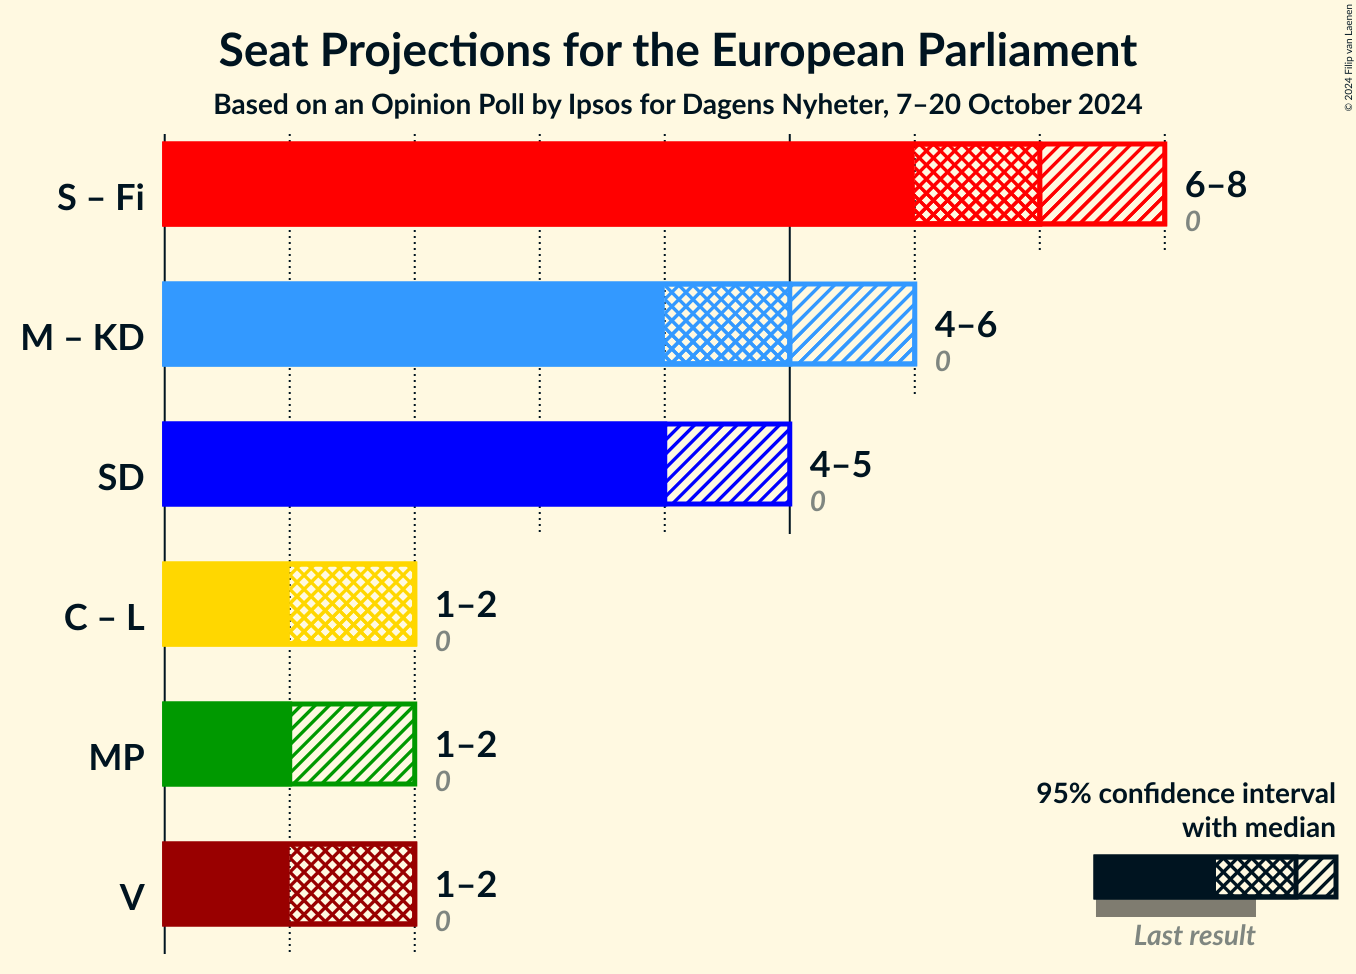 Seat Projections for the European Parliament
Based on an Opinion Poll by Ipsos for Dagens Nyheter, 7–20 October 2024
© 2024 Filip van Laenen
S – Fi
6–8
0
M – KD
4–6
0
SD
4–5
0
C – L
1–2
0
MP
1–2
0
V
1–2
0
95% confidence interval
with median
Last result